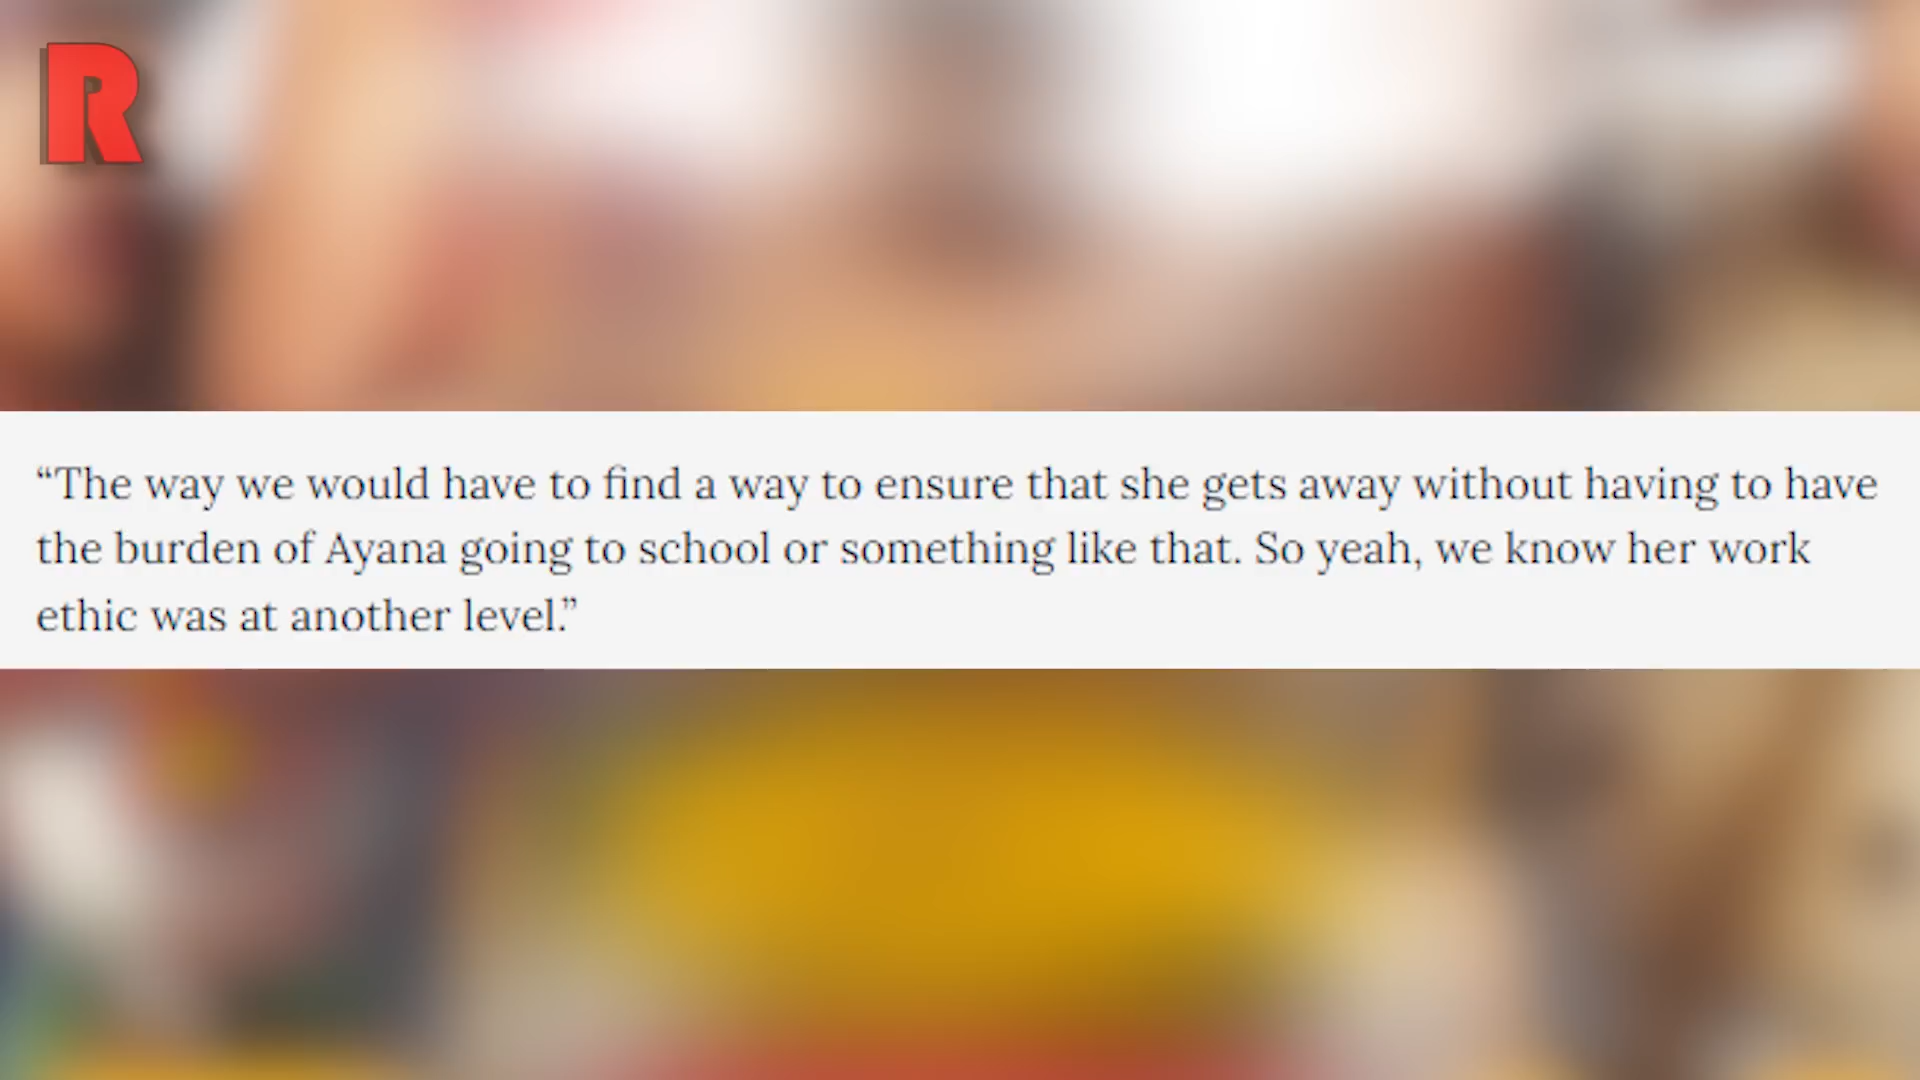 R
“The way we would have to find a way to ensure that she gets away without having to have
the burden of Ayana going to school or something like that. So yeah, we know her work
ethic was at another level.”